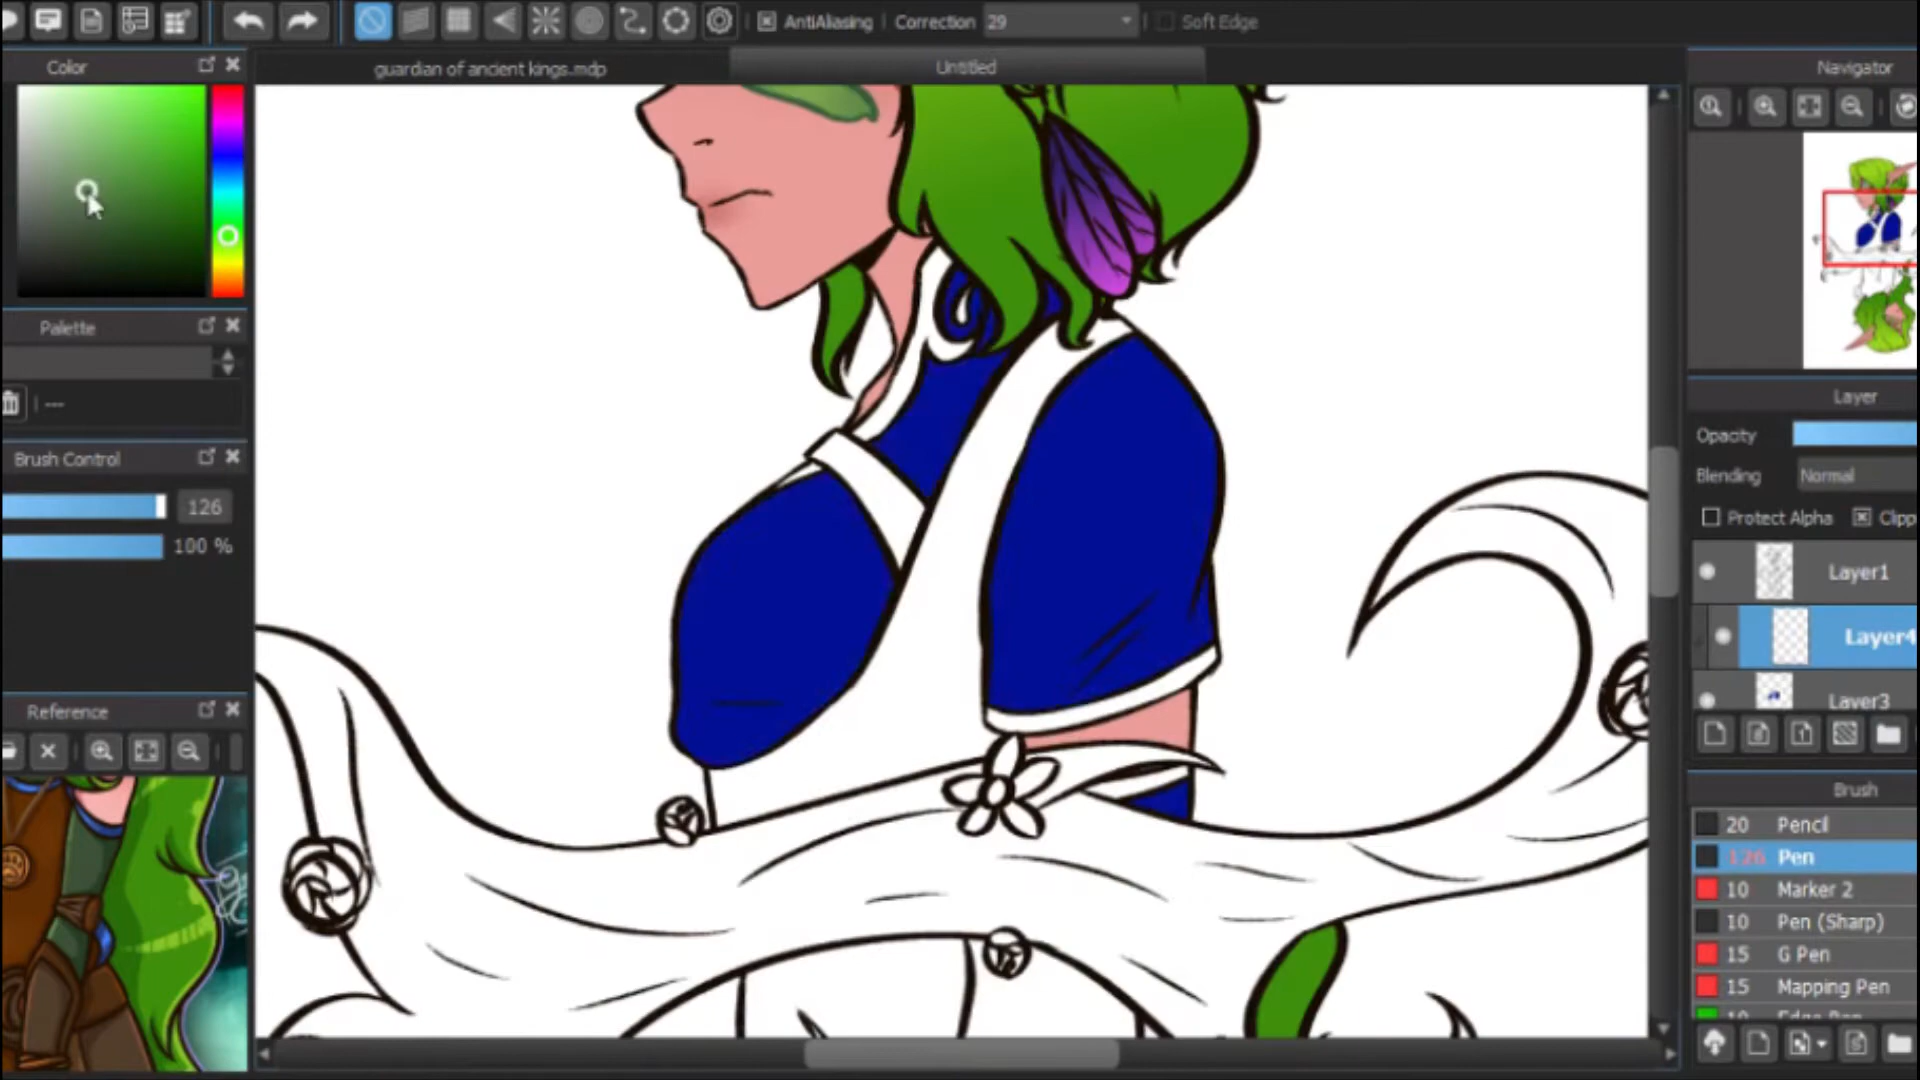 AntiAliasing Correction 29 Soft Edge
Color
guardian of ancient kings.mdp
Untitled
Navigator
Palette
---
Layer
Opacity
Brush Control
Blending Normal
126
Protect Alpha Clipp
100 %
Layer1
Layer4
Layer3
Reference
Brush
20 Pencil
126 Pen
10 Marker 2
10 Pen (Sharp)
15 G Pen
15 Mapping Pen